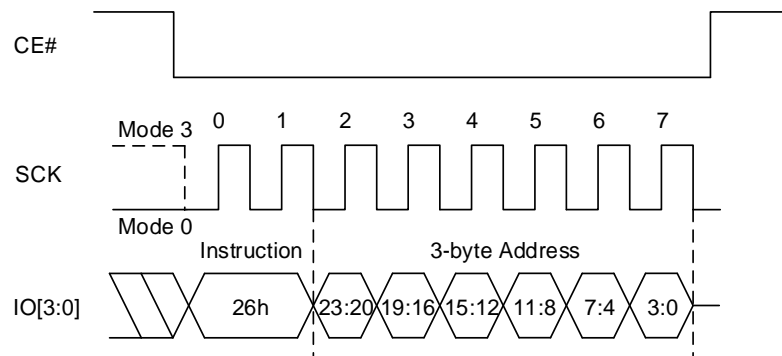 CE#
Mode 3 0 1 2 3 4 5 6 7
SCK
Mode 0
Instruction 3-byte Address
IO[3:0] 26h 23:20 19:16 15:12 11:8 7:4 3:0